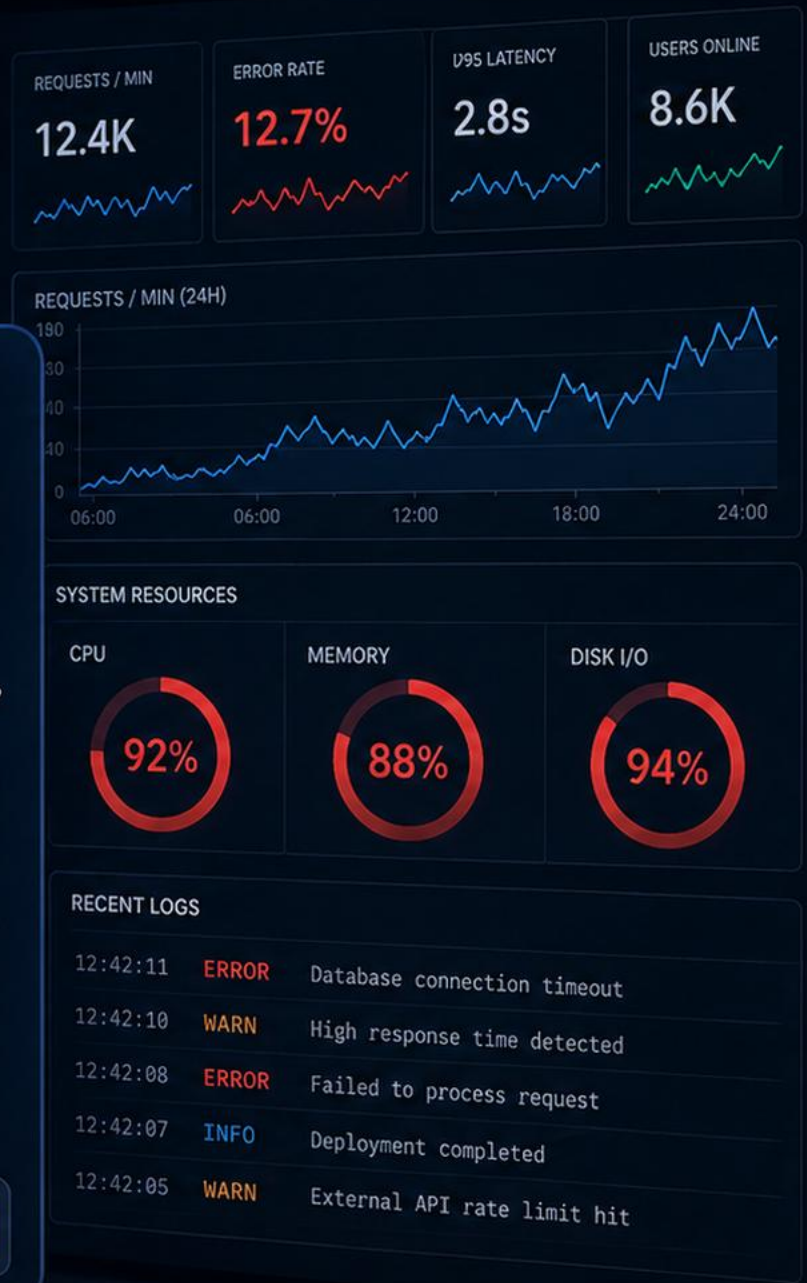 REQUESTS / MIN
12.4K
ERROR RATE
12.7%
P95 LATENCY
2.8s
USERS ONLINE
8.6K
REQUESTS / MIN (24H)
0
06:00 06:00 12:00 18:00 24:00
SYSTEM RESOURCES
CPU MEMORY DISK I/O
92% 88% 94%
RECENT LOGS
12:42:11 ERROR Database connection timeout
12:42:10 WARN High response time detected
12:42:08 ERROR Failed to process request
12:42:07 INFO Deployment completed
12:42:05 WARN External API rate limit hit